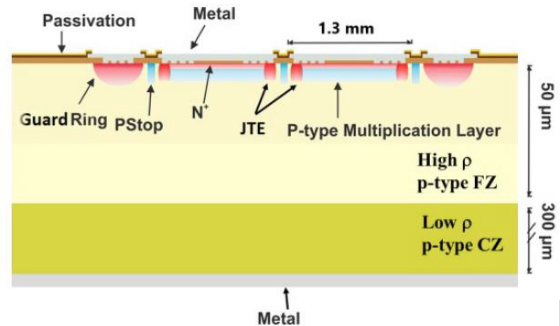 Passivation
Metal
1.3 mm
Guard Ring
PStop
N+
JTE
P-type Multiplication Layer
50 µm
High ρ
p-type FZ
300 µm
Low ρ
p-type CZ
Metal